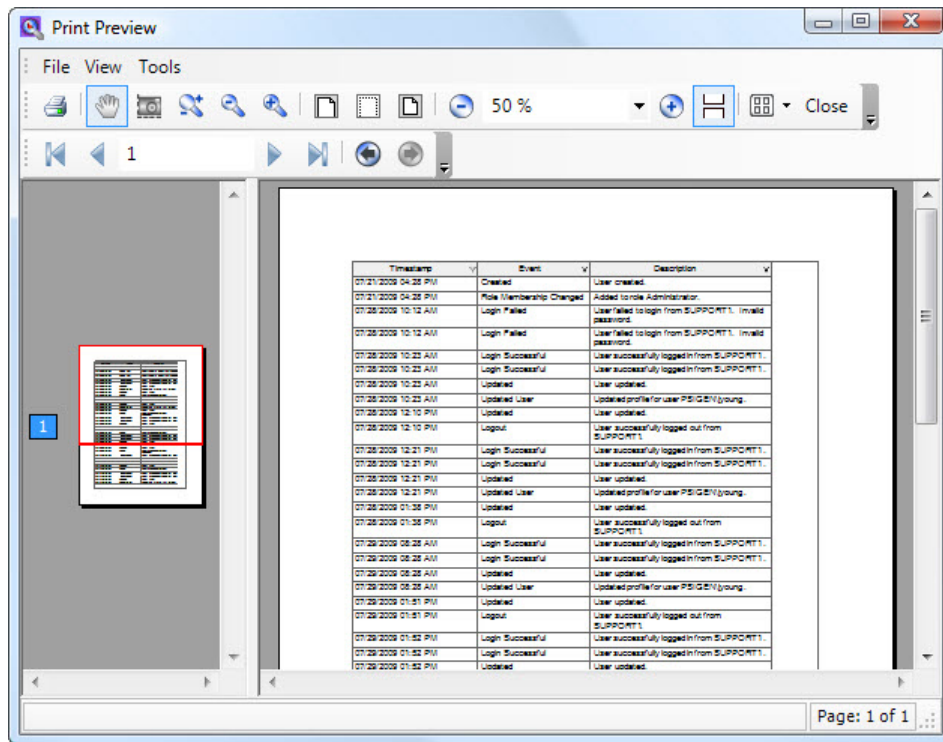 Print Preview
File View Tools
50 % Close
1
1
Timestamp Event Description
07/21/2009 04:28 PM Created User created.
07/21/2009 04:28 PM Role Membership Changed Added to role Administrator.
07/28/2009 10:12 AM Login Failed User failed to login from SUPPORT1. Invalid
password.
07/28/2009 10:12 AM Login Failed User failed to login from SUPPORT1. Invalid
password.
07/28/2009 10:23 AM Login Successful User successfully logged in from SUPPORT1.
07/28/2009 10:23 AM Login Successful User successfully logged in from SUPPORT1.
07/28/2009 10:23 AM Updated User updated.
07/28/2009 10:23 AM Updated User Updated profile for user PSIGEN\jyoung.
07/28/2009 12:10 PM Updated User updated.
07/28/2009 12:10 PM Logout User successfully logged out from
SUPPORT1.
07/28/2009 12:21 PM Login Successful User successfully logged in from SUPPORT1.
07/28/2009 12:21 PM Login Successful User successfully logged in from SUPPORT1.
07/28/2009 12:21 PM Updated User updated.
07/28/2009 12:21 PM Updated User Updated profile for user PSIGEN\jyoung.
07/28/2009 01:38 PM Updated User updated.
07/28/2009 01:38 PM Logout User successfully logged out from
SUPPORT1.
07/29/2009 08:28 AM Login Successful User successfully logged in from SUPPORT1.
07/29/2009 08:28 AM Login Successful User successfully logged in from SUPPORT1.
07/29/2009 08:28 AM Updated User updated.
07/29/2009 08:28 AM Updated User Updated profile for user PSIGEN\jyoung.
07/29/2009 01:51 PM Updated User updated.
07/29/2009 01:51 PM Logout User successfully logged out from
SUPPORT1.
07/29/2009 01:52 PM Login Successful User successfully logged in from SUPPORT1.
07/29/2009 01:52 PM Login Successful User successfully logged in from SUPPORT1.
07/29/2009 01:52 PM Updated User updated.
Page: 1 of 1